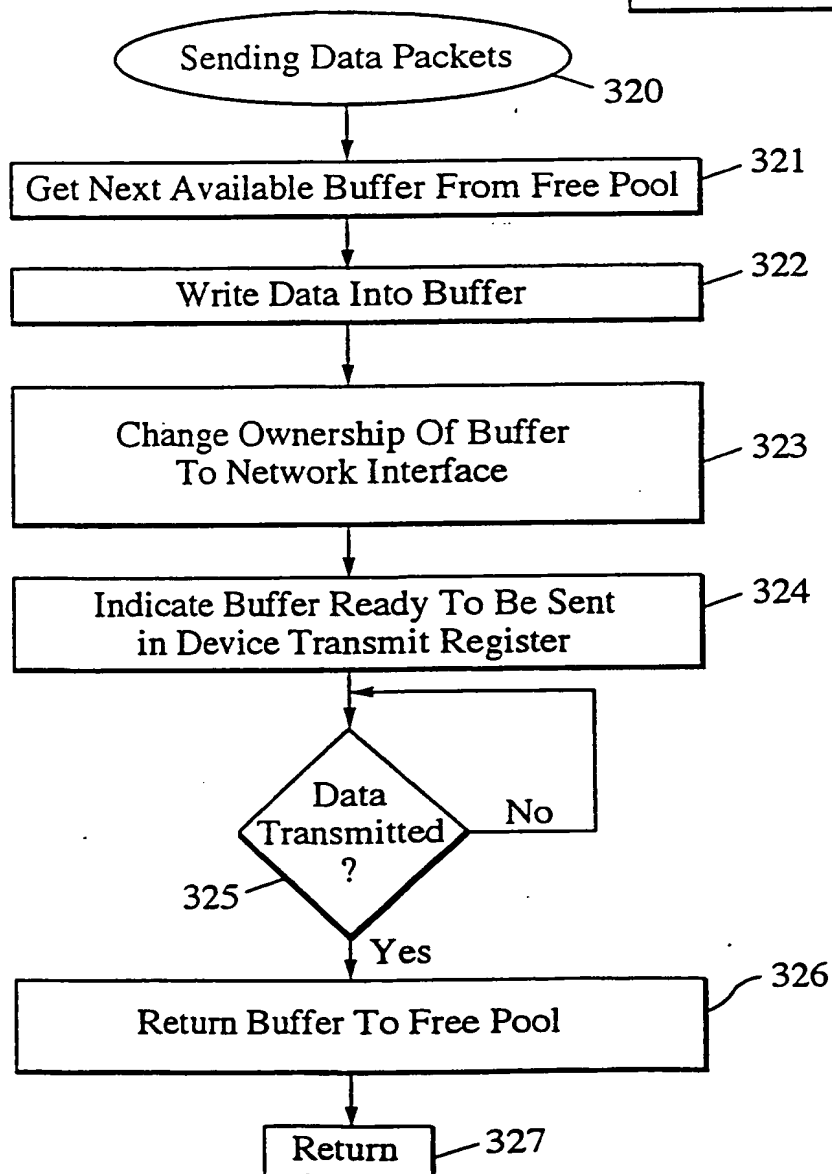 Sending Data Packets
320
Get Next Available Buffer From Free Pool
321
Write Data Into Buffer
322
Change Ownership Of Buffer
To Network Interface
323
Indicate Buffer Ready To Be Sent
in Device Transmit Register
324
Data
Transmitted
?
No
325
Yes
Return Buffer To Free Pool
326
Return
327